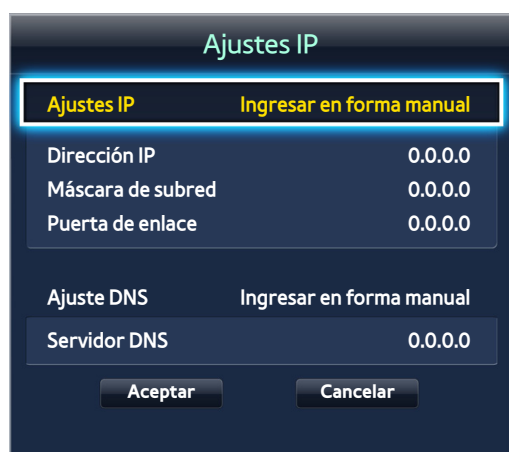 Ajustes IP
Ajustes IP Ingresar en forma manual
Dirección IP 0.0.0.0
Máscara de subred 0.0.0.0
Puerta de enlace 0.0.0.0
Ajuste DNS Ingresar en forma manual
Servidor DNS 0.0.0.0
Aceptar Cancelar